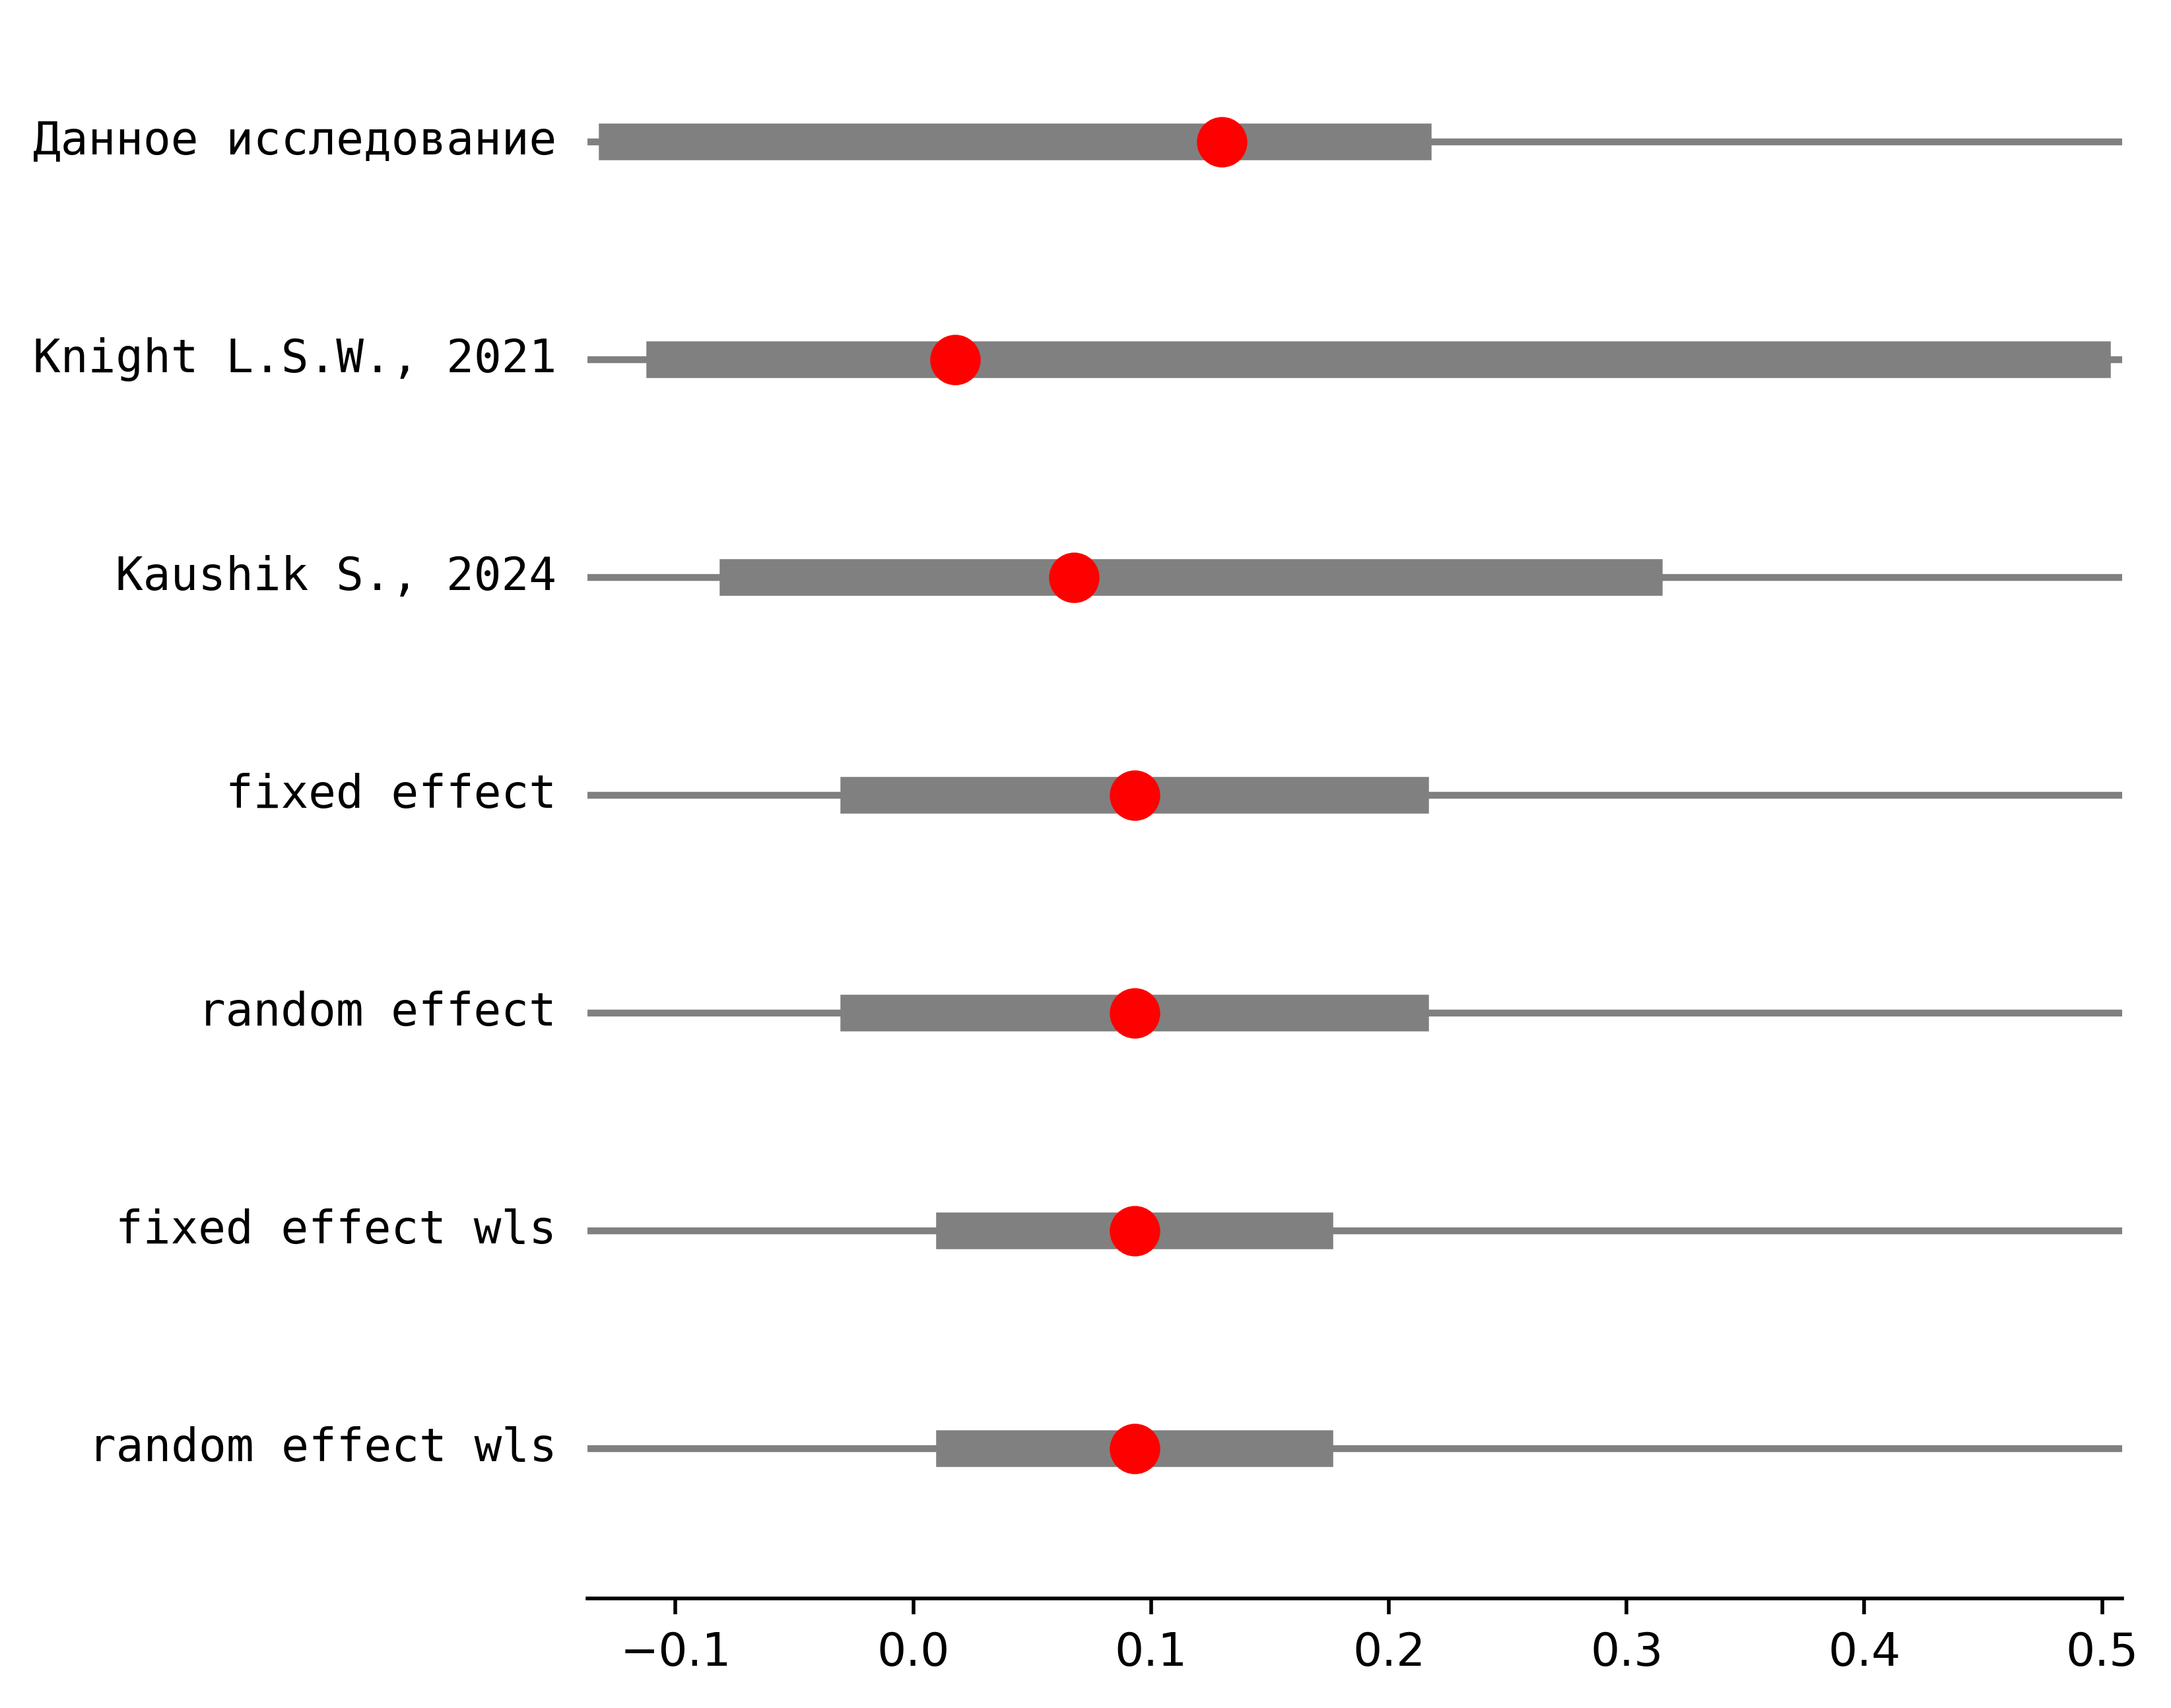 Данное исследование
Knight L.S.W., 2021
Kaushik S., 2024
fixed effect
random effect
fixed effect wls
random effect wls
−0.1 0.0 0.1 0.2 0.3 0.4 0.5